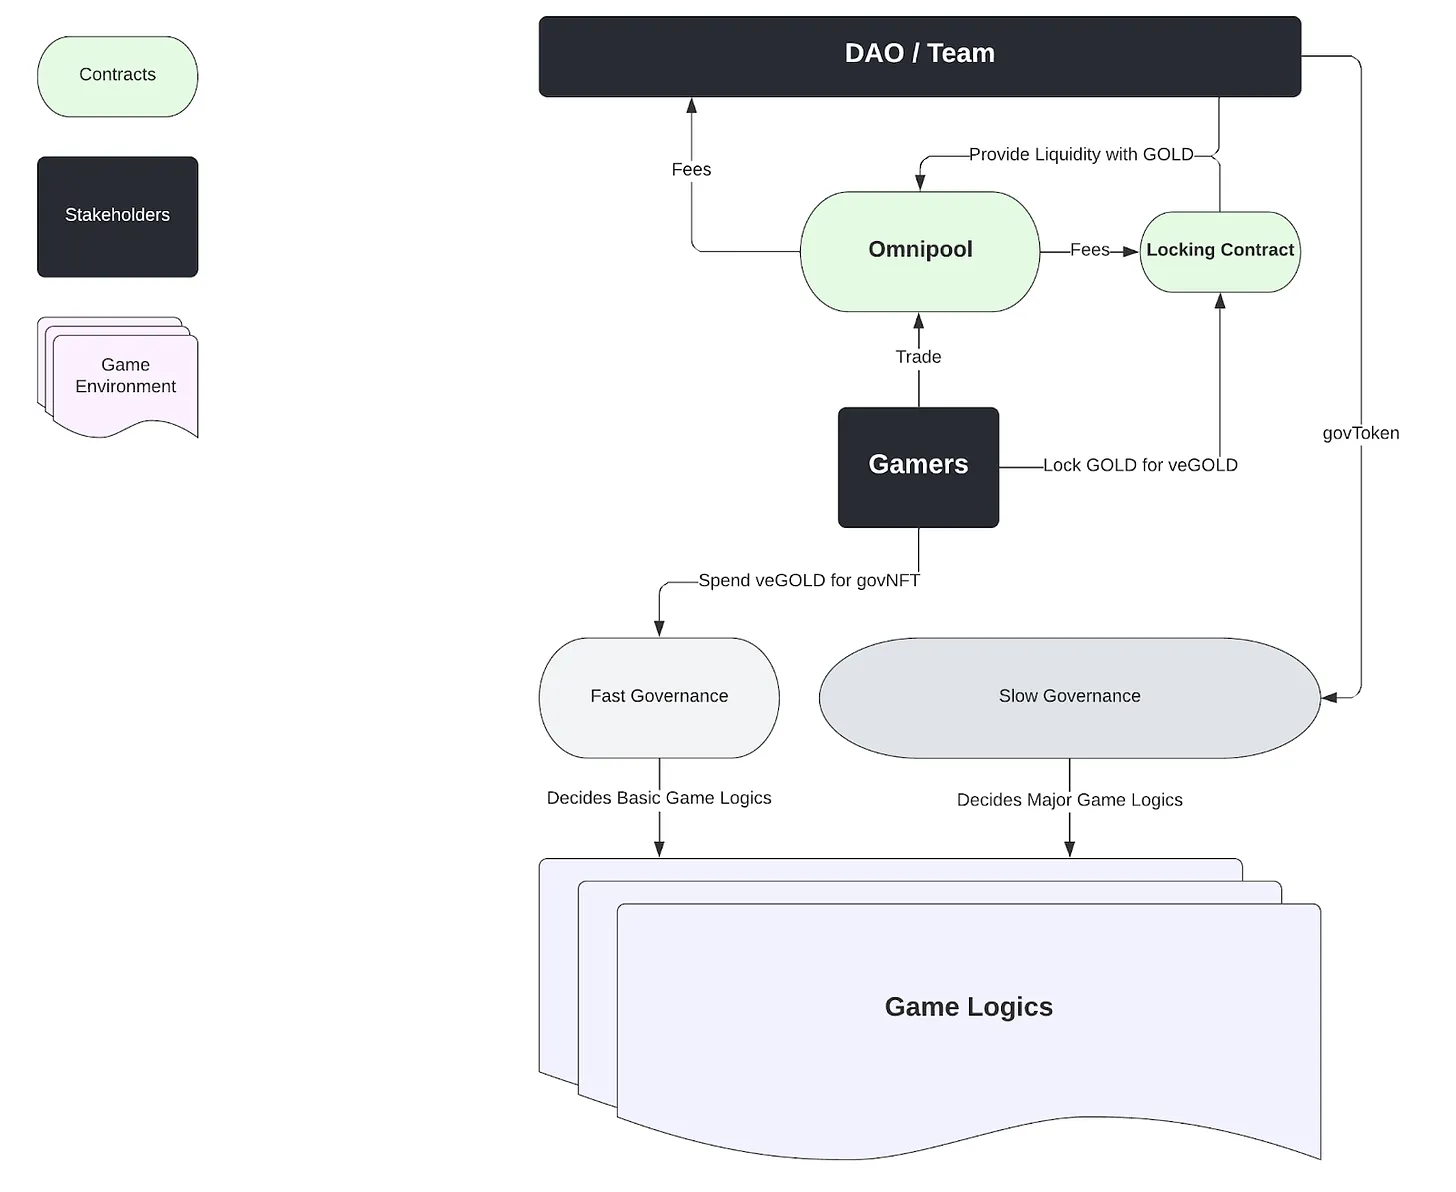 Contracts
Stakeholders
Game
Environment
DAO / Team
Fees
Provide Liquidity with GOLD
Omnipool
Fees
Locking Contract
Trade
Gamers
Lock GOLD for veGOLD
govToken
Spend veGOLD for govNFT
Fast Governance
Slow Governance
Decides Basic Game Logics
Decides Major Game Logics
Game Logics